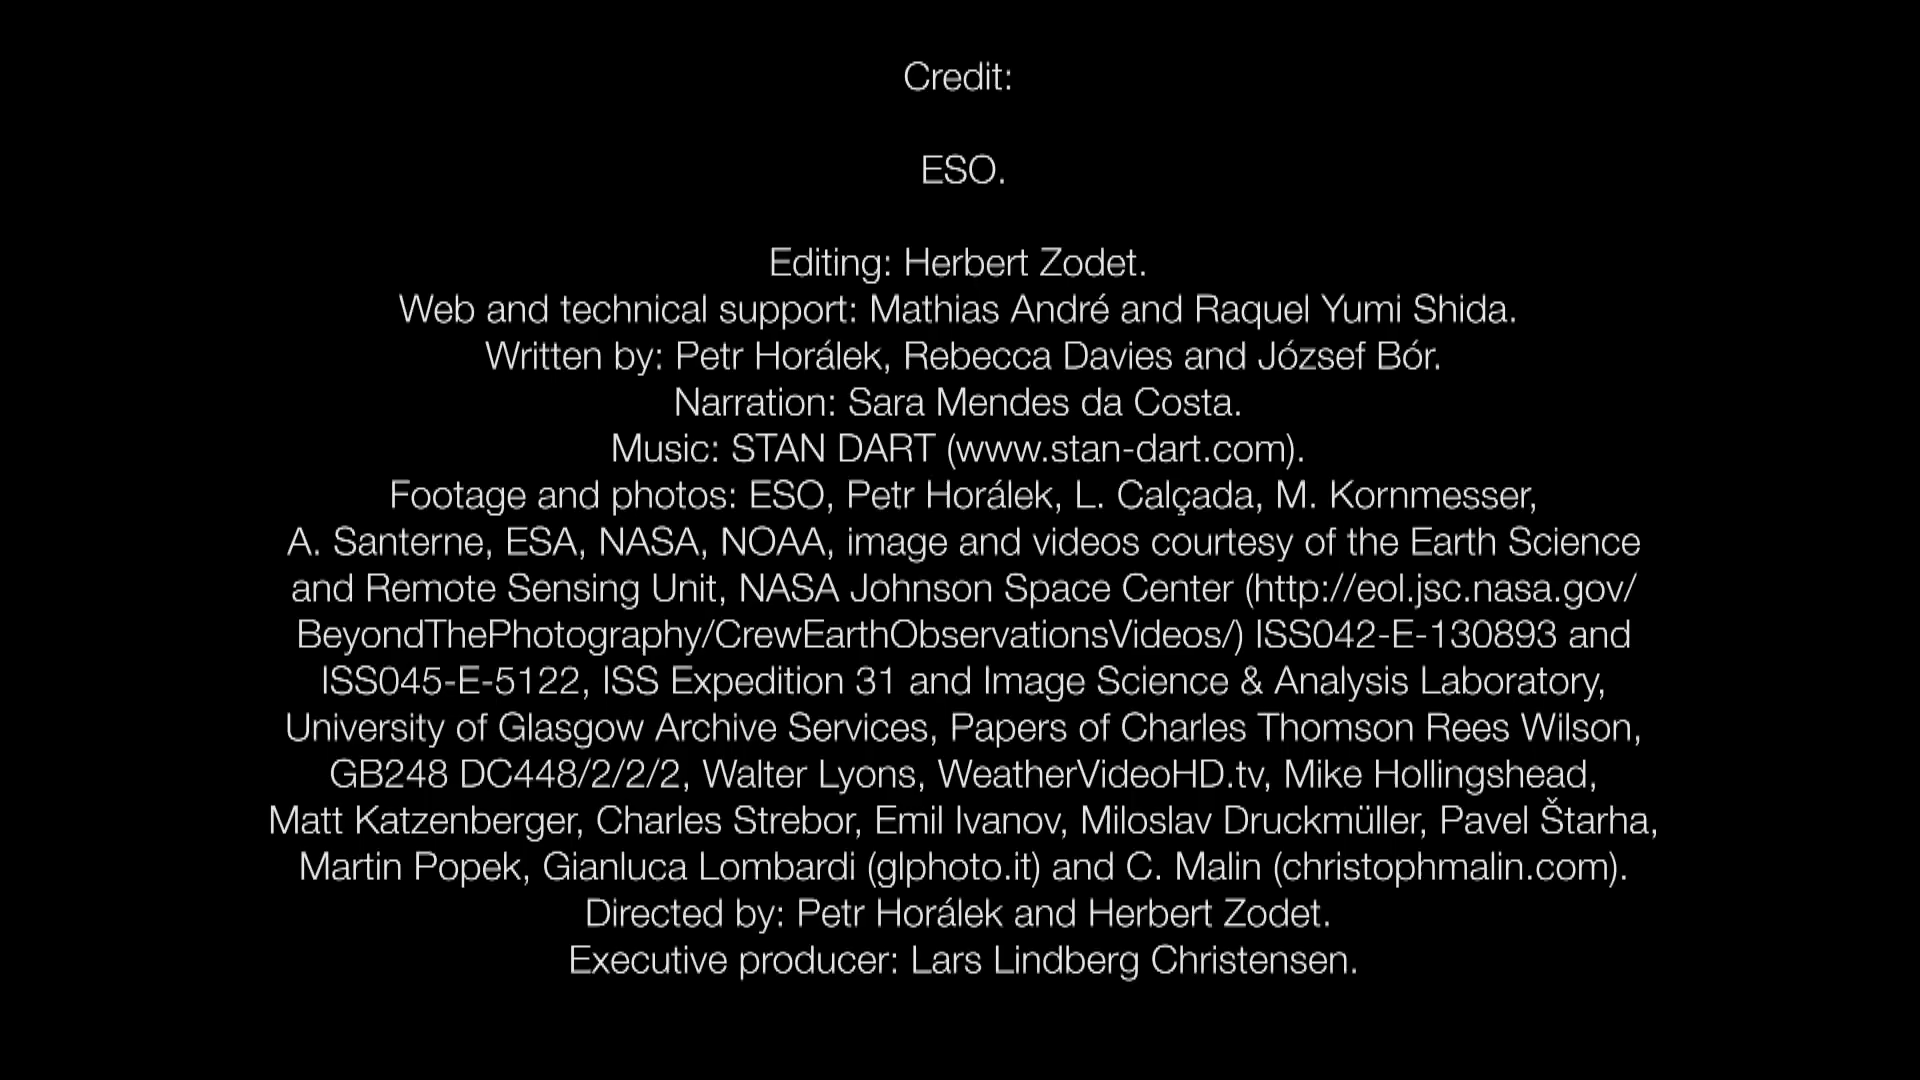 Credit:
ESO.
Editing: Herbert Zodet.
Web and technical support: Mathias André and Raquel Yumi Shida.
Written by: Petr Horálek, Rebecca Davies and József Bór.
Narration: Sara Mendes da Costa.
Music: STAN DART (www.stan-dart.com).
Footage and photos: ESO, Petr Horálek, L. Calçada, M. Kornmesser,
A. Santerne, ESA, NASA, NOAA, image and videos courtesy of the Earth Science
and Remote Sensing Unit, NASA Johnson Space Center (http://eol.jsc.nasa.gov/
BeyondThePhotography/CrewEarthObservationsVideos/) ISS042-E-130893 and
ISS045-E-5122, ISS Expedition 31 and Image Science & Analysis Laboratory,
University of Glasgow Archive Services, Papers of Charles Thomson Rees Wilson,
GB248 DC448/2/2/2, Walter Lyons, WeatherVideoHD.tv, Mike Hollingshead,
Matt Katzenberger, Charles Strebor, Emil Ivanov, Miloslav Druckmüller, Pavel Štarha,
Martin Popek, Gianluca Lombardi (glphoto.it) and C. Malin (christophmalin.com).
Directed by: Petr Horálek and Herbert Zodet.
Executive producer: Lars Lindberg Christensen.